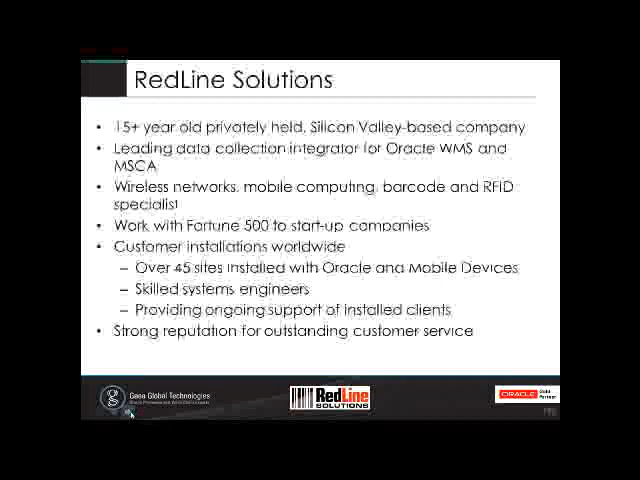 RedLine Solutions
• 15+ year old privately held, Silicon Valley-based company
• Leading data collection integrator for Oracle WMS and
MSCA
• Wireless networks, mobile computing, barcode and RFID
specialist
• Work with Fortune 500 to start-up companies
• Customer installations worldwide
– Over 45 sites installed with Oracle and Mobile Devices
– Skilled systems engineers
– Providing ongoing support of installed clients
• Strong reputation for outstanding customer service
g Gaea Global Technologies
RedLine
SOLUTIONS
ORACLE Gold
Partner